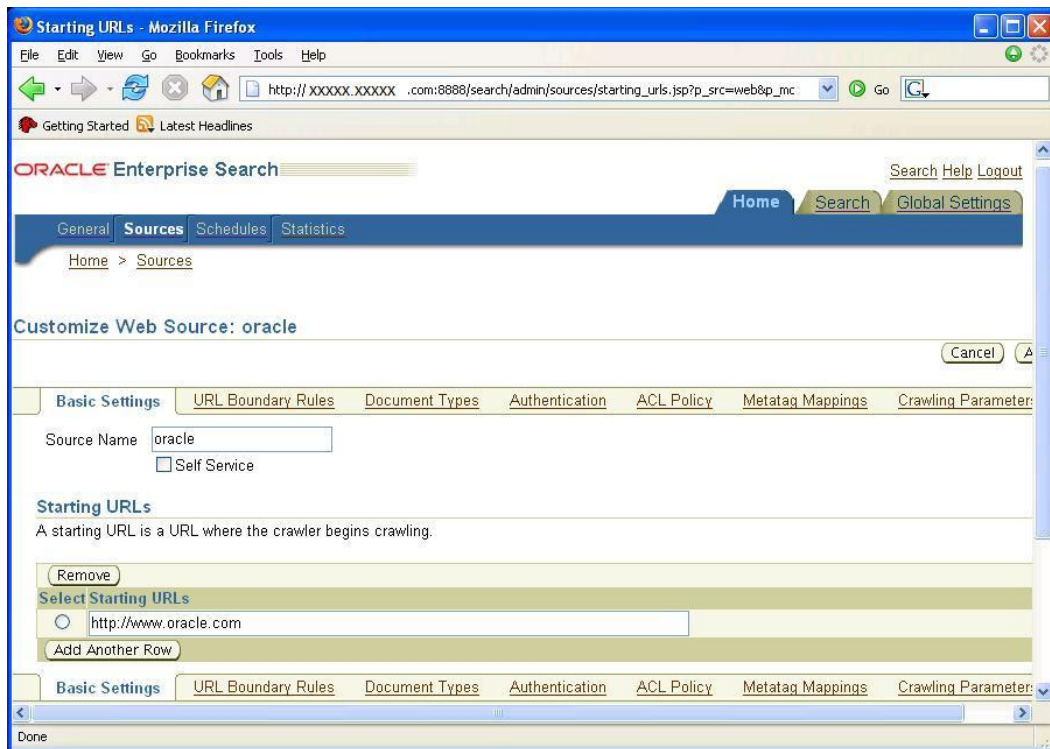 Starting URLs - Mozilla Firefox
File Edit View Go Bookmarks Tools Help
http:// xxxxx.xxxxx .com:8888/search/admin/sources/starting_urls.jsp?p_src=web&p_mc Go G
Getting Started Latest Headlines
ORACLE Enterprise Search
Search Help Logout
Home Search Global Settings
General Sources Schedules Statistics
Home > Sources
Customize Web Source: oracle
Cancel A
Basic Settings URL Boundary Rules Document Types Authentication ACL Policy Metatag Mappings Crawling Parameter
Source Name oracle
Self Service
Starting URLs
A starting URL is a URL where the crawler begins crawling.
Remove
Select Starting URLs
http://www.oracle.com
Add Another Row
Basic Settings URL Boundary Rules Document Types Authentication ACL Policy Metatag Mappings Crawling Parameter
Done